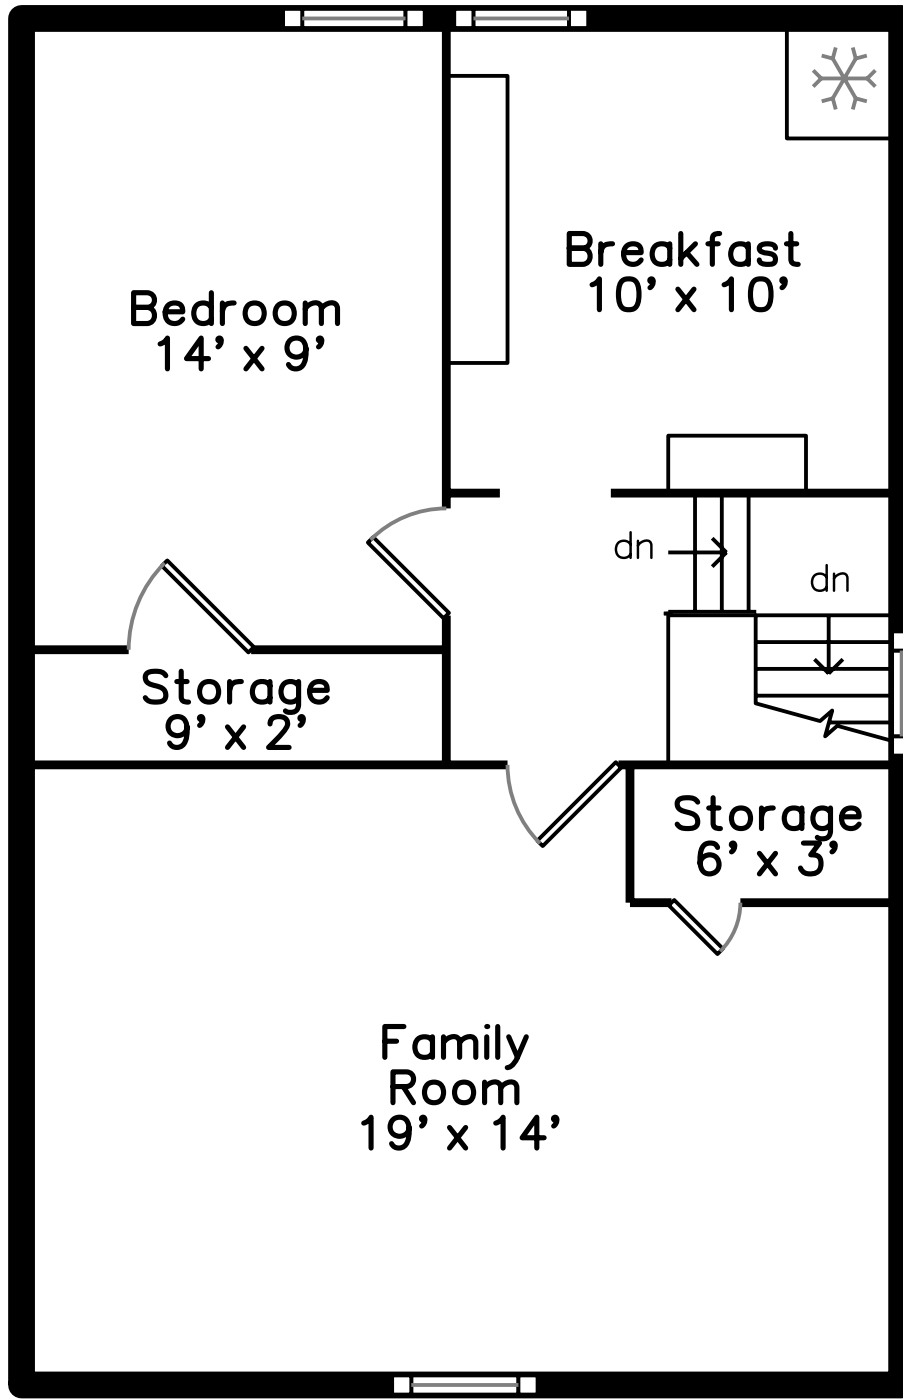 Breakfast
10' x 10'
Bedroom
14' x 9'
dn
dn
Storage
9' x 2'
Storage
6' x 3'
Family
Room
19' x 14'